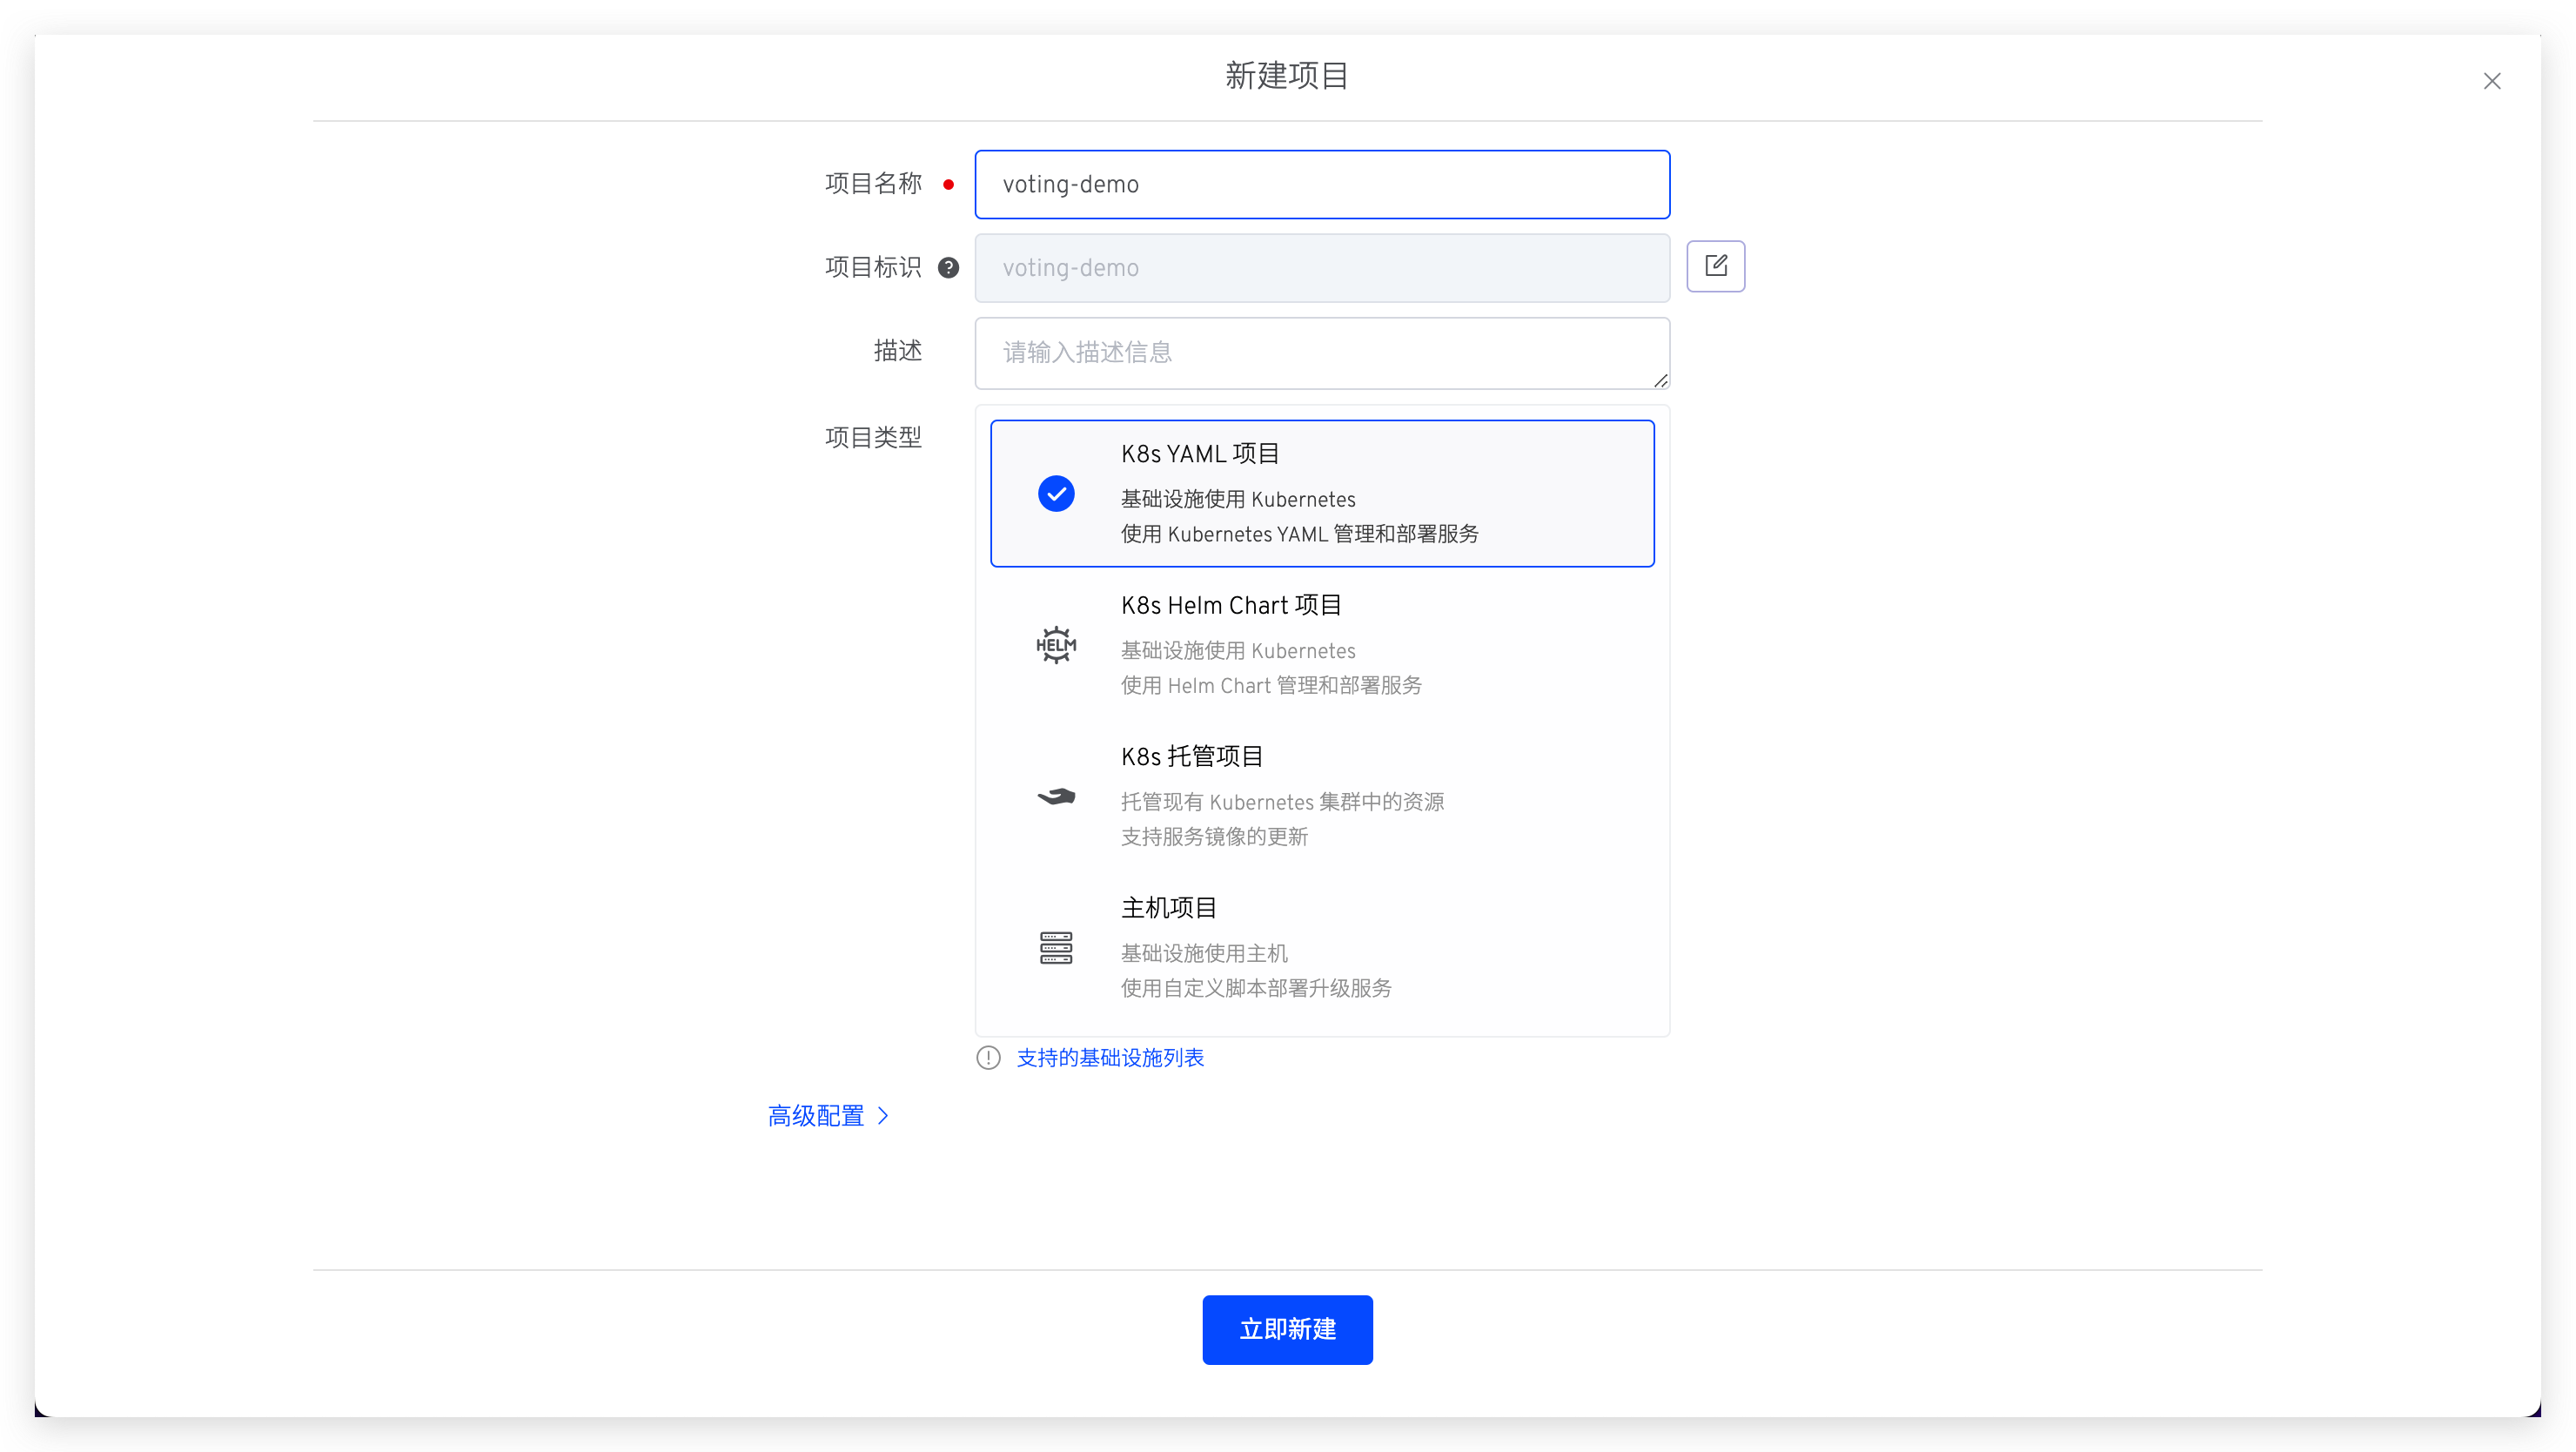 新建项目
项目名称
voting-demo
项目标识
voting-demo
描述
请输入描述信息
项目类型
K8s YAML 项目
基础设施使用 Kubernetes
使用 Kubernetes YAML 管理和部署服务
HELM
K8s Helm Chart 项目
基础设施使用 Kubernetes
使用 Helm Chart 管理和部署服务
K8s 托管项目
托管现有 Kubernetes 集群中的资源
支持服务镜像的更新
主机项目
基础设施使用主机
使用自定义脚本部署升级服务
支持的基础设施列表
高级配置
立即新建